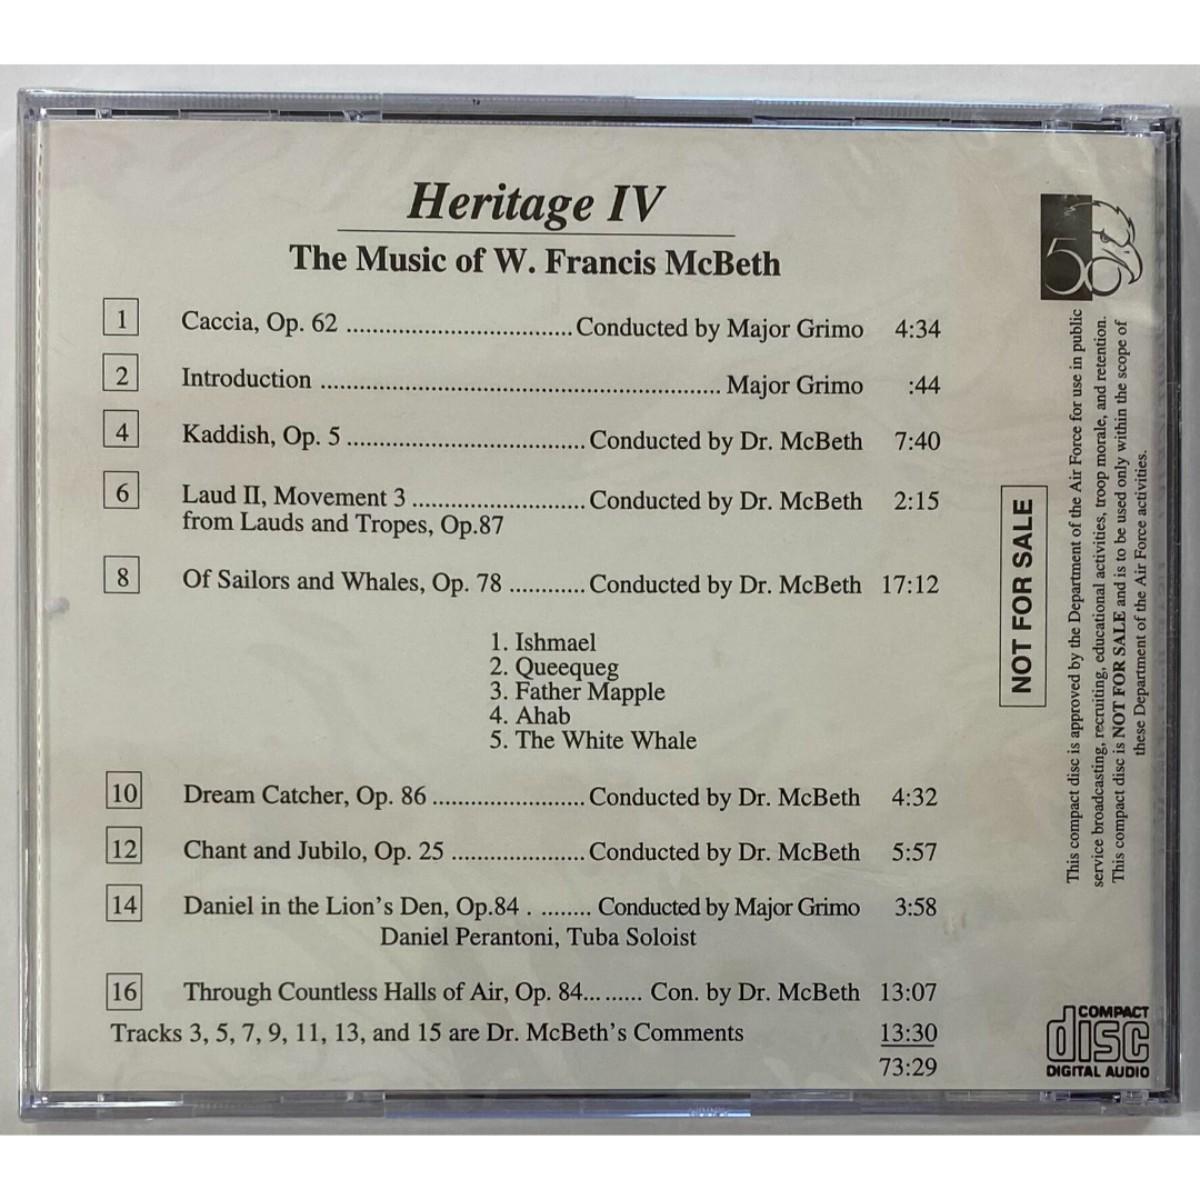 Heritage IV
The Music of W. Francis McBeth
1 Caccia, Op. 62 .................................. Conducted by Major Grimo 4:34
2 Introduction ............................................................ Major Grimo :44
4 Kaddish, Op. 5 .................................... Conducted by Dr. McBeth 7:40
6 Laud II, Movement 3 .......................... Conducted by Dr. McBeth 2:15
from Lauds and Tropes, Op.87
8 Of Sailors and Whales, Op. 78 ............ Conducted by Dr. McBeth 17:12
1. Ishmael
2. Queequeg
3. Father Mapple
4. Ahab
5. The White Whale
10 Dream Catcher, Op. 86 ....................... Conducted by Dr. McBeth 4:32
12 Chant and Jubilo, Op. 25 .................... Conducted by Dr. McBeth 5:57
14 Daniel in the Lion's Den, Op.84 . ........ Conducted by Major Grimo 3:58
Daniel Perantoni, Tuba Soloist
16 Through Countless Halls of Air, Op. 84... ...... Con. by Dr. McBeth 13:07
Tracks 3, 5, 7, 9, 11, 13, and 15 are Dr. McBeth's Comments 13:30
73:29
50
NOT FOR SALE
This compact disc is approved by the Department of the Air Force for use in public
service broadcasting, recruiting, educational activities, troop morale, and retention.
This compact disc is NOT FOR SALE and is to be used only within the scope of
these Department of the Air Force activities.
COMPACT
disc
DIGITAL AUDIO